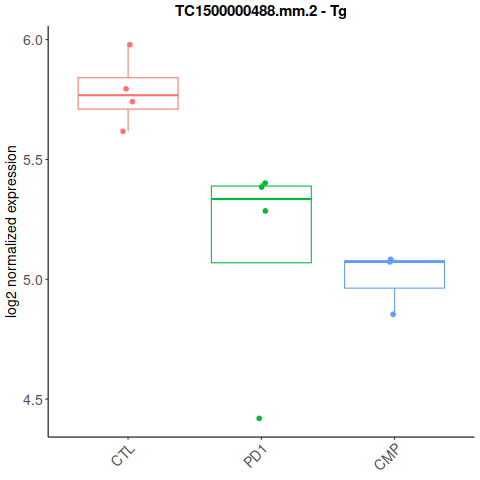 TC1500000488.mm.2 - Tg
log2 normalized expression
6.0
5.5
5.0
4.5
CTL
PD1
CMP